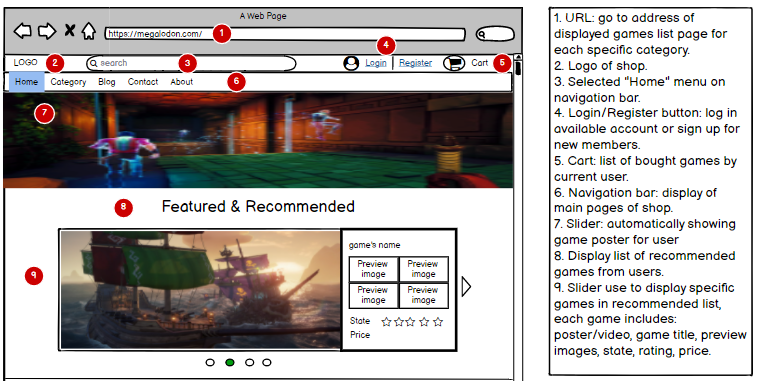 A Web Page
https://megalodon.com/
1
4
LOGO
2
search
3
Login
Register
Cart
5
Home
Category
Blog
Contact
About
6
7
8
Featured & Recommended
9
game's name
Preview image
Preview image
Preview image
Preview image
State
Price
1. URL: go to address of
displayed games list page for
each specific category.
2. Logo of shop.
3. Selected "Home" menu on
navigation bar.
4. Login/Register button: log in
available account or sign up for
new members.
5. Cart: list of bought games by
current user.
6. Navigation bar: display of
main pages of shop.
7. Slider: automatically showing
game poster for user
8. Display list of recommended
games from users.
9. Slider use to display specific
games in recommended list,
each game includes:
poster/video, game title, preview
images, state, rating, price.